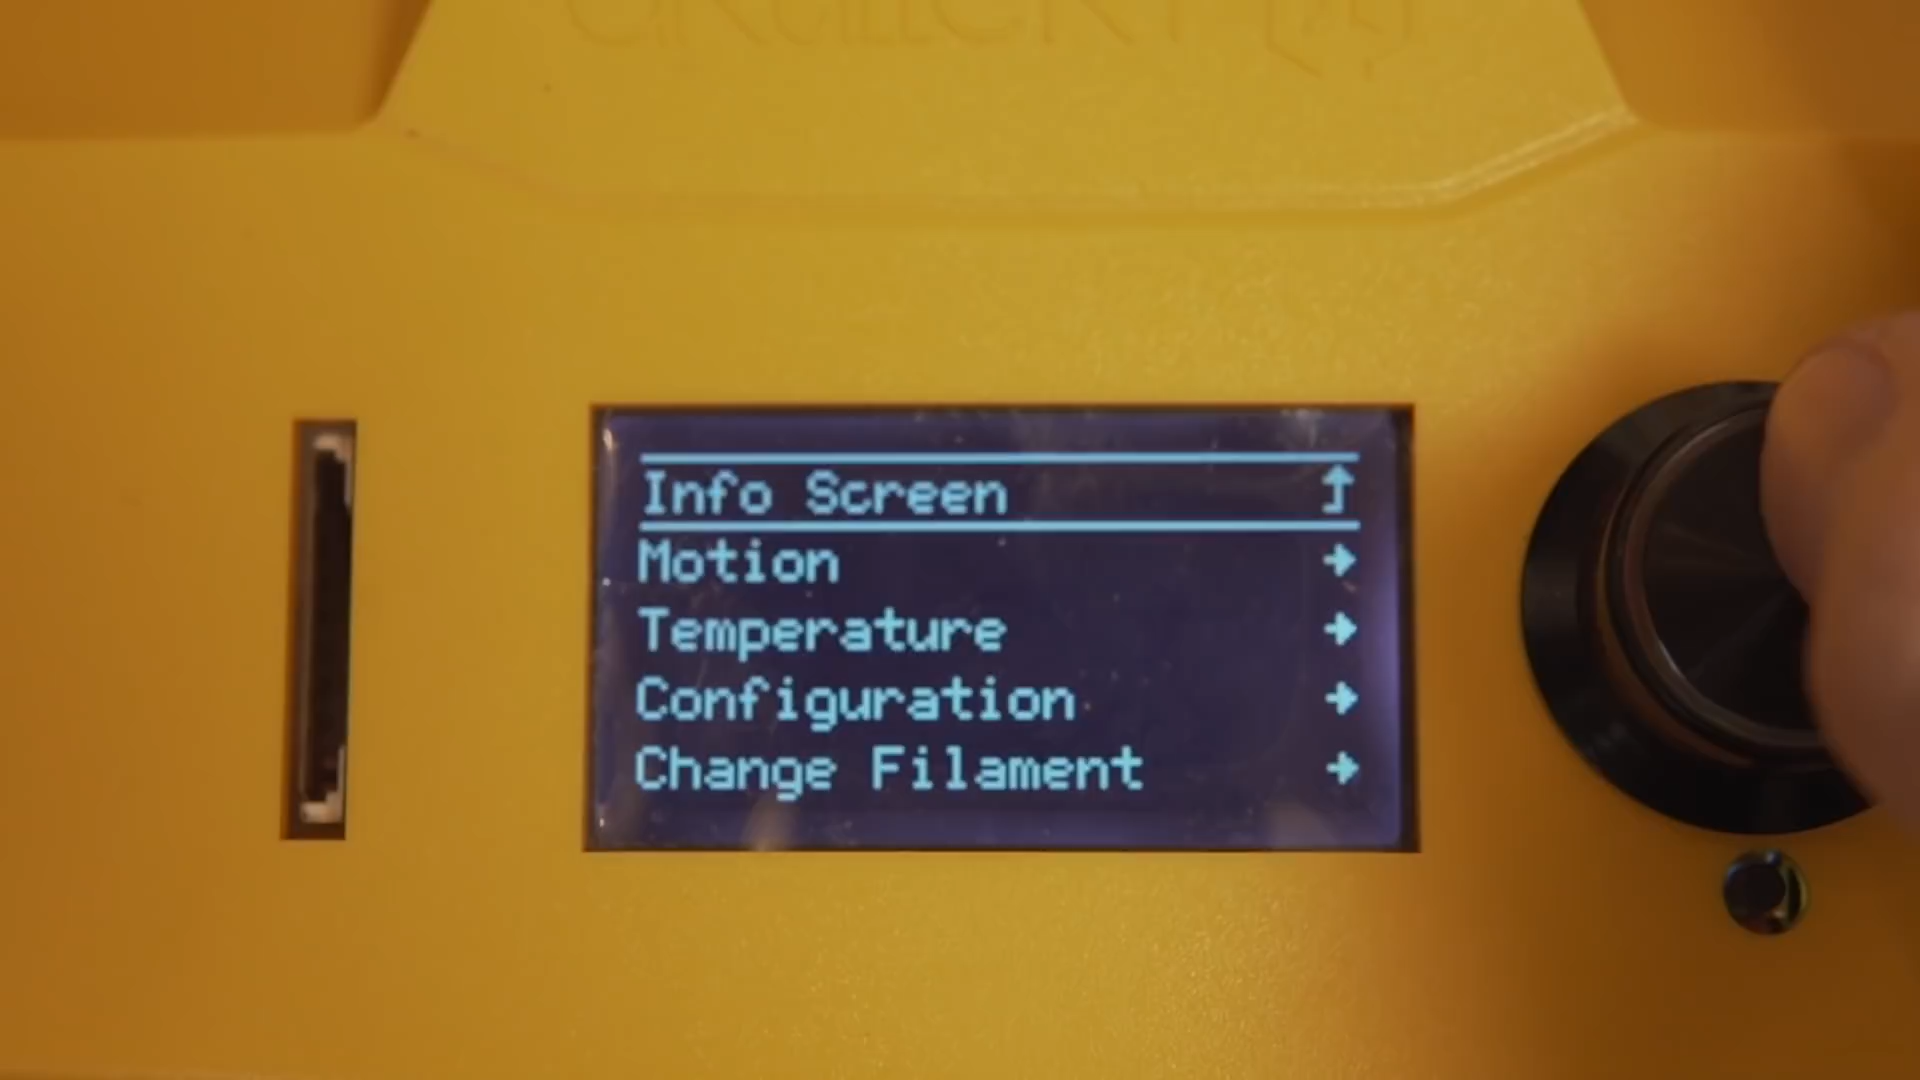 Info Screen
Motion
Temperature
Configuration
Change Filament